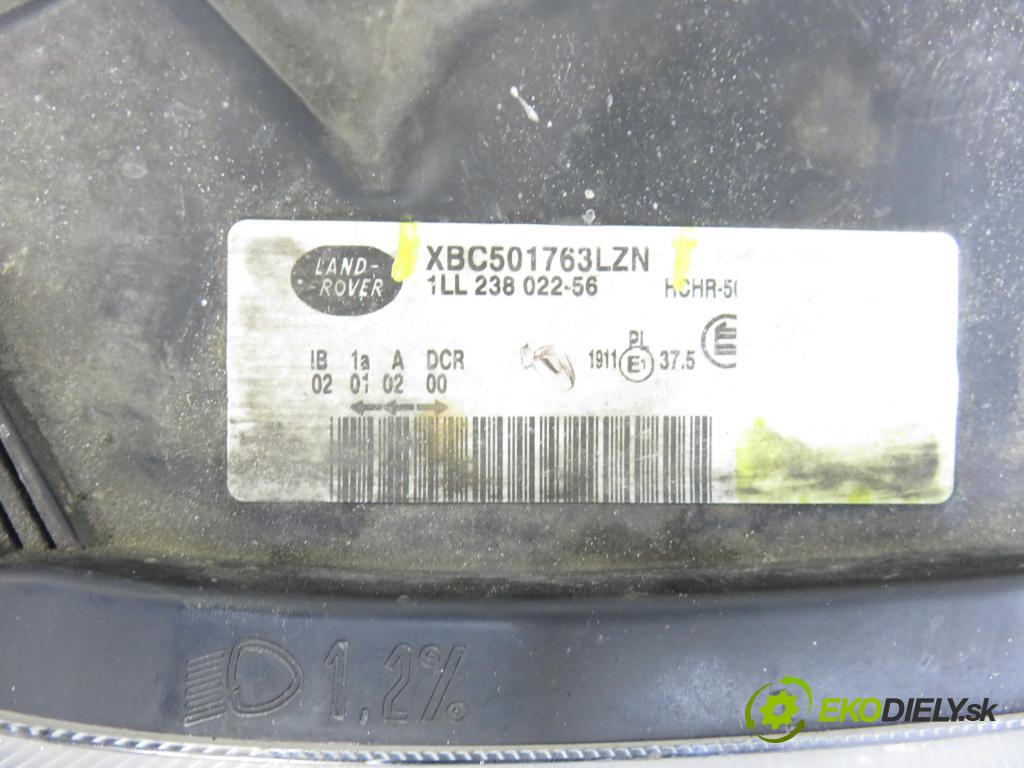 LAND-
ROVER
XBC501763LZN
1LL 238 022-56 HCHR-50
IB 1a A DCR
02 01 02 00
PL
1911 E1 37.5
1,2%
EKODIELY.sk